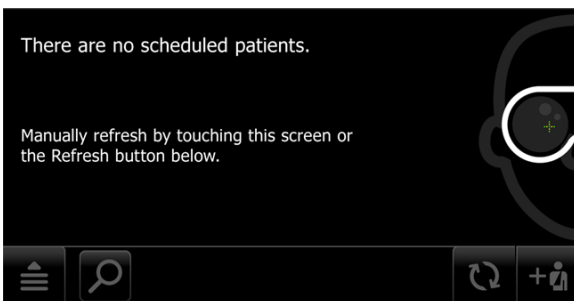 There are no scheduled patients.
Manually refresh by touching this screen or
the Refresh button below.